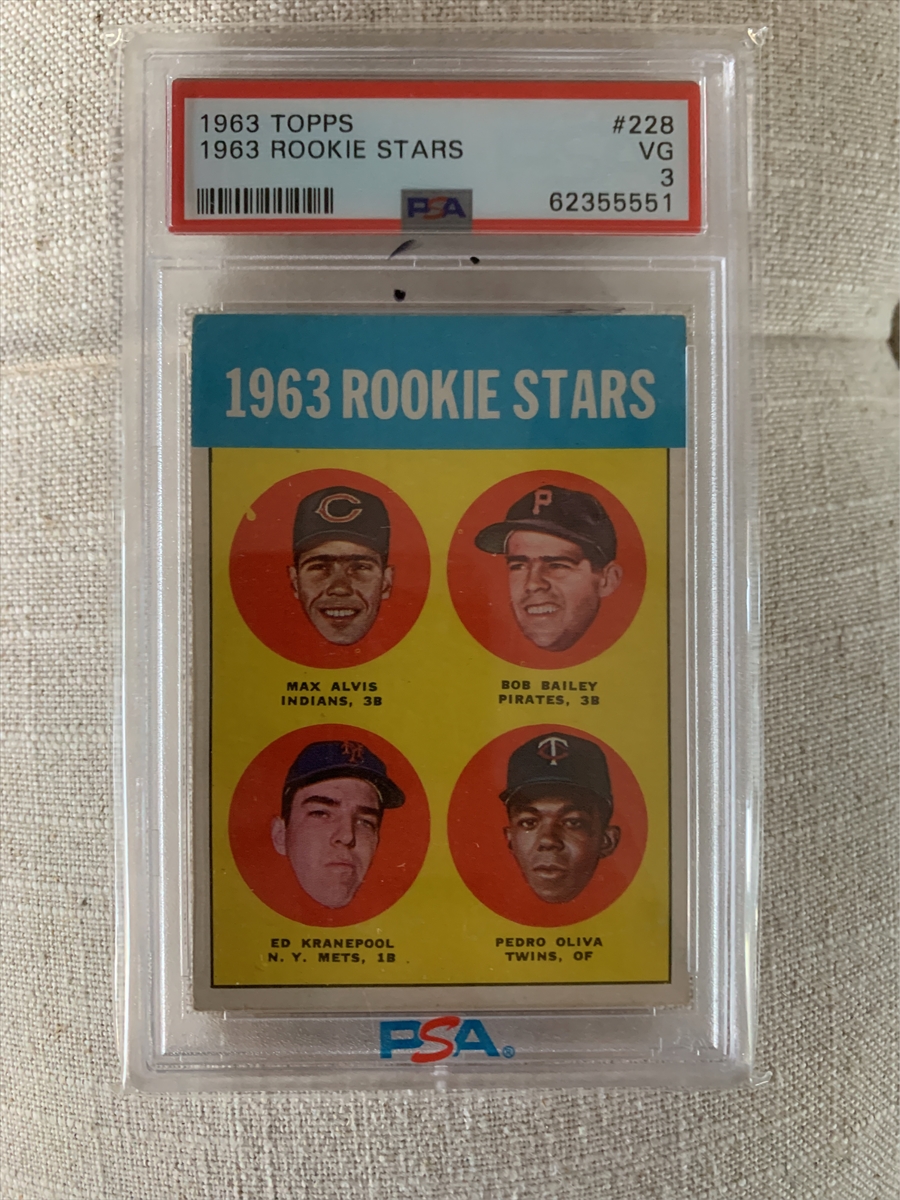 1963 TOPPS #228
1963 ROOKIE STARS VG
3
PSA 62355551
1963 ROOKIE STARS
C P
MAX ALVIS BOB BAILEY
INDIANS, 3B PIRATES, 3B
NY TC
ED KRANEPOOL PEDRO OLIVA
N. Y. METS, 1B TWINS, OF
PSA®